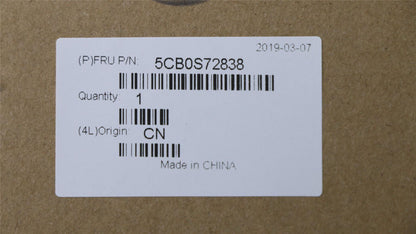 2019-03-07
(P)FRU P/N: 5CB0S72838
Quantity: 1
(4L)Origin: CN
Made in CHINA